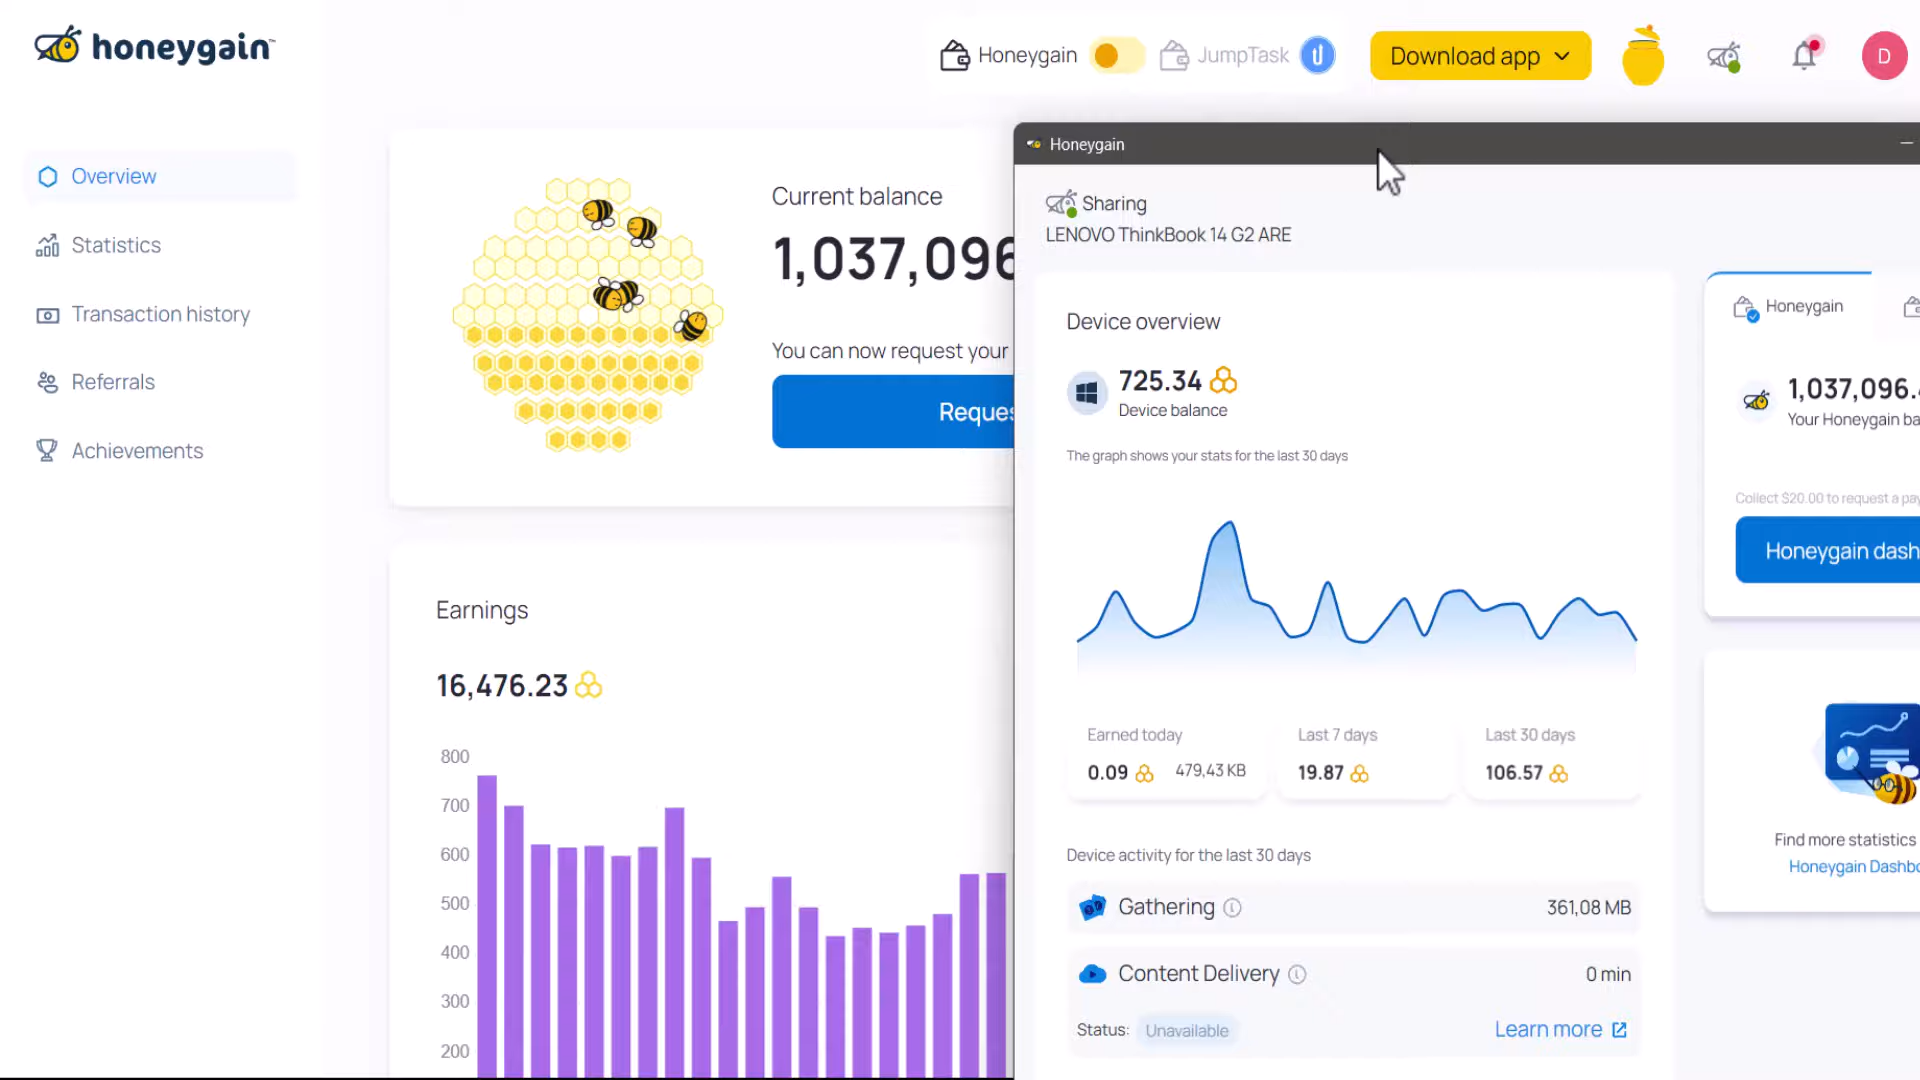 honeygain™
Honeygain
JumpTask
Download app
D
Overview
Statistics
Transaction history
Referrals
Achievements
Current balance
1,037,096
You can now request your
Reques
Earnings
16,476.23
800
700
600
500
400
300
200
Honeygain
Sharing
LENOVO ThinkBook 14 G2 ARE
Device overview
725.34
Device balance
The graph shows your stats for the last 30 days
Earned today
0.09 479,43 KB
Last 7 days
19.87
Last 30 days
106.57
Device activity for the last 30 days
Gathering 361,08 MB
Content Delivery 0 min
Status: Unavailable Learn more
Honeygain
1,037,096.
Your Honeygain ba
Collect $20.00 to request a pay
Honeygain dash
Find more statistics
Honeygain Dashbo